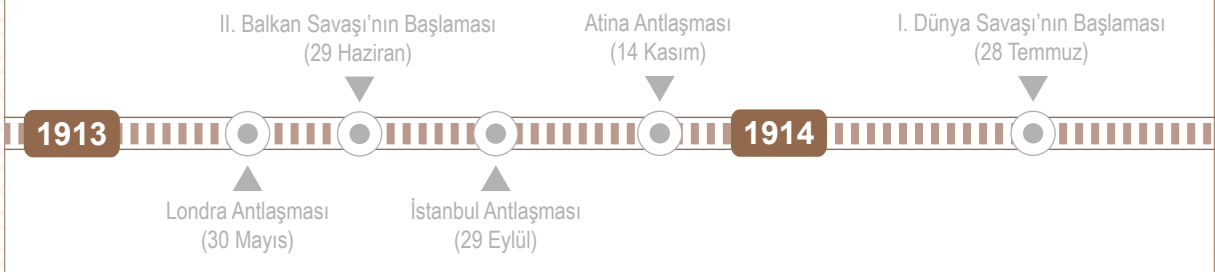 II. Balkan Savaşı’nın Başlaması
(29 Haziran)
Atina Antlaşması
(14 Kasım)
I. Dünya Savaşı’nın Başlaması
(28 Temmuz)
1913
1914
Londra Antlaşması
(30 Mayıs)
İstanbul Antlaşması
(29 Eylül)